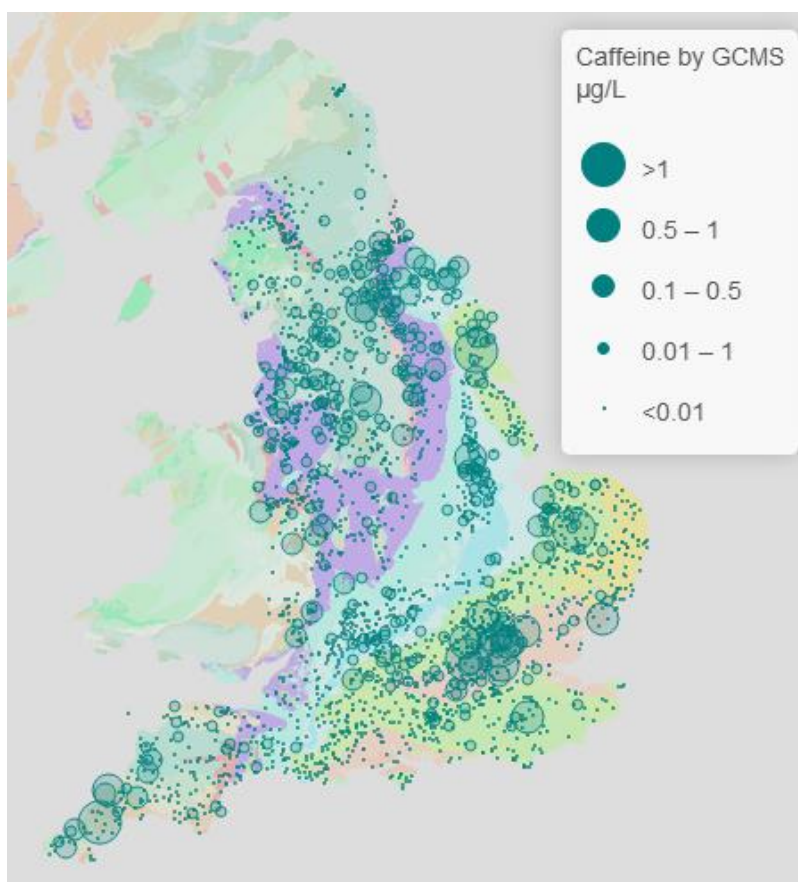 Caffeine by GCMS
µg/L
>1
0.5 – 1
0.1 – 0.5
0.01 – 1
<0.01